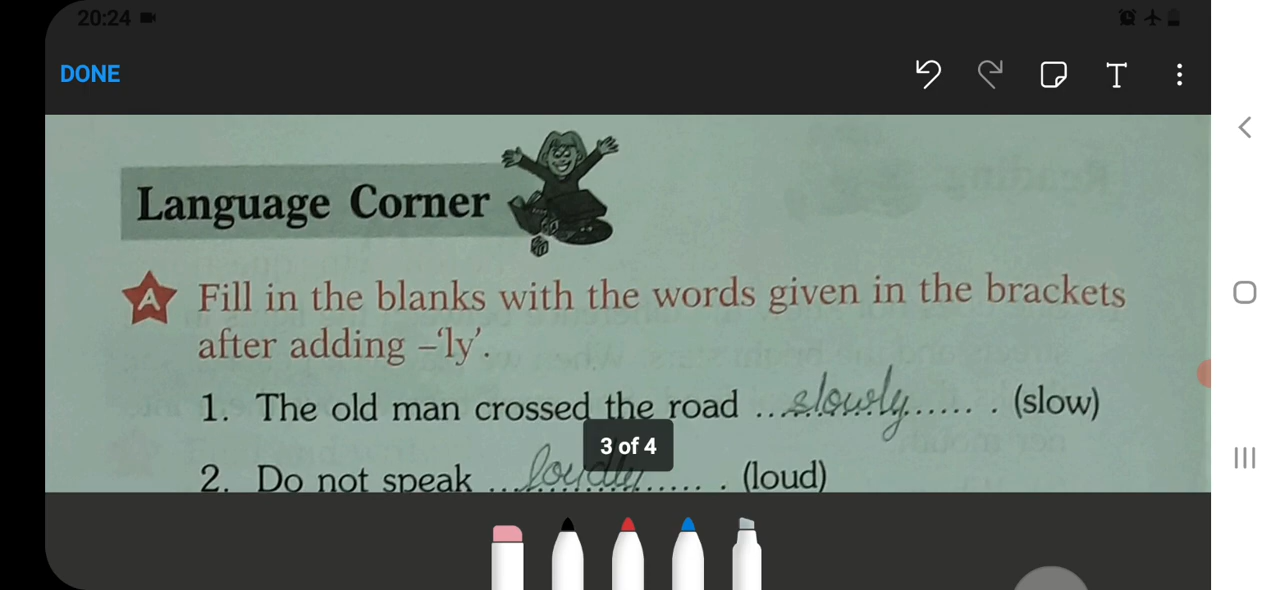 20:24
DONE
T
Language Corner
A Fill in the blanks with the words given in the brackets
after adding –‘ly’.
1. The old man crossed the road ...slowly...... . (slow)
3 of 4
2. Do not speak ...loudly...... . (loud)